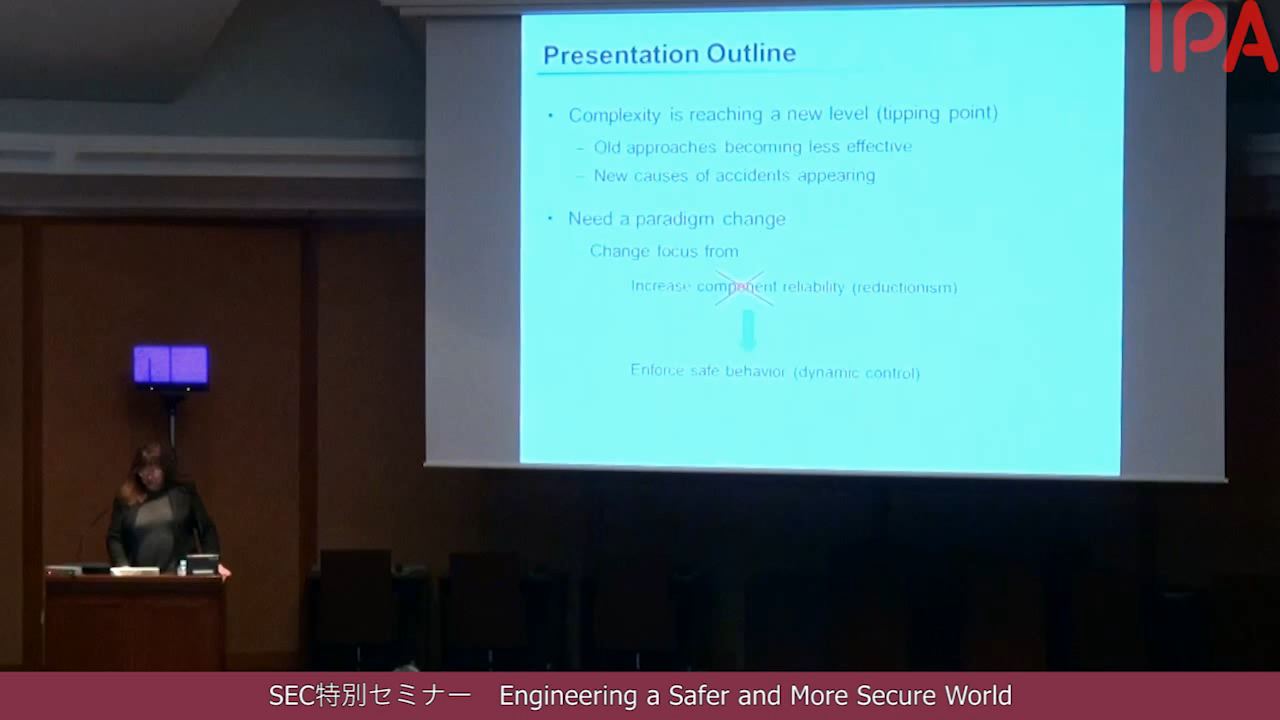 IPA
Presentation Outline
• Complexity is reaching a new level (tipping point)
– Old approaches becoming less effective
– New causes of accidents appearing
• Need a paradigm change
Change focus from
Increase component reliability (reductionism)
Enforce safe behavior (dynamic control)
SEC特別セミナー Engineering a Safer and More Secure World